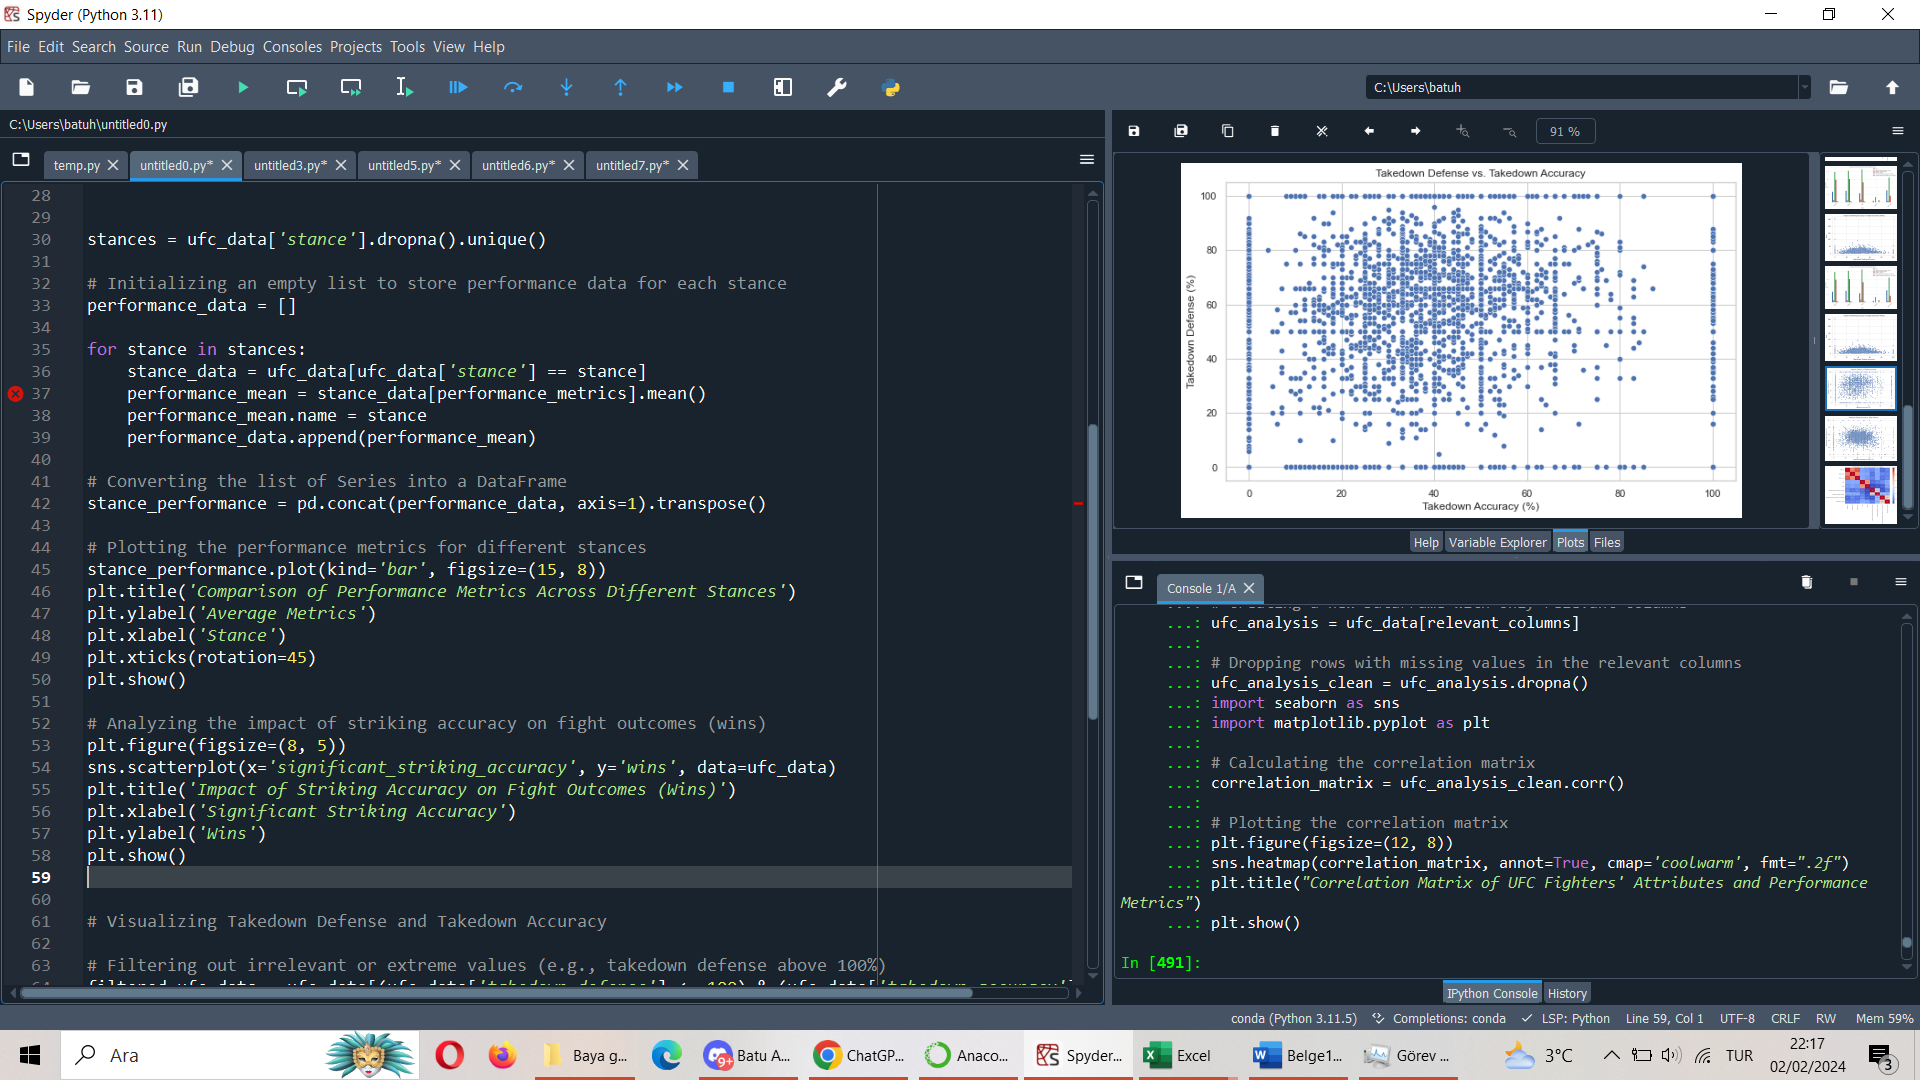 Spyder (Python 3.11)
File Edit Search Source Run Debug Consoles Projects Tools View Help
C:\Users\batuh
C:\Users\batuh\untitled0.py
temp.py untitled0.py* untitled3.py* untitled5.py* untitled6.py* untitled7.py*
28
29
30 stances = ufc_data['stance'].dropna().unique()
31
32 # Initializing an empty list to store performance data for each stance
33 performance_data = []
34
35 for stance in stances:
36 stance_data = ufc_data[ufc_data['stance'] == stance]
37 performance_mean = stance_data[performance_metrics].mean()
38 performance_mean.name = stance
39 performance_data.append(performance_mean)
40
41 # Converting the list of Series into a DataFrame
42 stance_performance = pd.concat(performance_data, axis=1).transpose()
43
44 # Plotting the performance metrics for different stances
45 stance_performance.plot(kind='bar', figsize=(15, 8))
46 plt.title('Comparison of Performance Metrics Across Different Stances')
47 plt.ylabel('Average Metrics')
48 plt.xlabel('Stance')
49 plt.xticks(rotation=45)
50 plt.show()
51
52 # Analyzing the impact of striking accuracy on fight outcomes (wins)
53 plt.figure(figsize=(8, 5))
54 sns.scatterplot(x='significant_striking_accuracy', y='wins', data=ufc_data)
55 plt.title('Impact of Striking Accuracy on Fight Outcomes (Wins)')
56 plt.xlabel('Significant Striking Accuracy')
57 plt.ylabel('Wins')
58 plt.show()
59
60
61 # Visualizing Takedown Defense and Takedown Accuracy
62
63 # Filtering out irrelevant or extreme values (e.g., takedown defense above 100%)
91 %
Takedown Defense vs. Takedown Accuracy
Takedown Defense (%)
100
80
60
40
20
0
0 20 40 60 80 100
Takedown Accuracy (%)
Help Variable Explorer Plots Files
Console 1/A
...: ufc_analysis = ufc_data[relevant_columns]
...:
...: # Dropping rows with missing values in the relevant columns
...: ufc_analysis_clean = ufc_analysis.dropna()
...: import seaborn as sns
...: import matplotlib.pyplot as plt
...:
...: # Calculating the correlation matrix
...: correlation_matrix = ufc_analysis_clean.corr()
...:
...: # Plotting the correlation matrix
...: plt.figure(figsize=(12, 8))
...: sns.heatmap(correlation_matrix, annot=True, cmap='coolwarm', fmt=".2f")
...: plt.title("Correlation Matrix of UFC Fighters' Attributes and Performance
Metrics")
...: plt.show()
In [491]:
IPython Console History
conda (Python 3.11.5) Completions: conda LSP: Python Line 59, Col 1 UTF-8 CRLF RW Mem 59%
Ara
Baya g...
9+
Batu A...
ChatGP...
Anaco...
Spyder...
Excel
Belge1...
Görev ...
3°C
TUR
22:17
02/02/2024
3